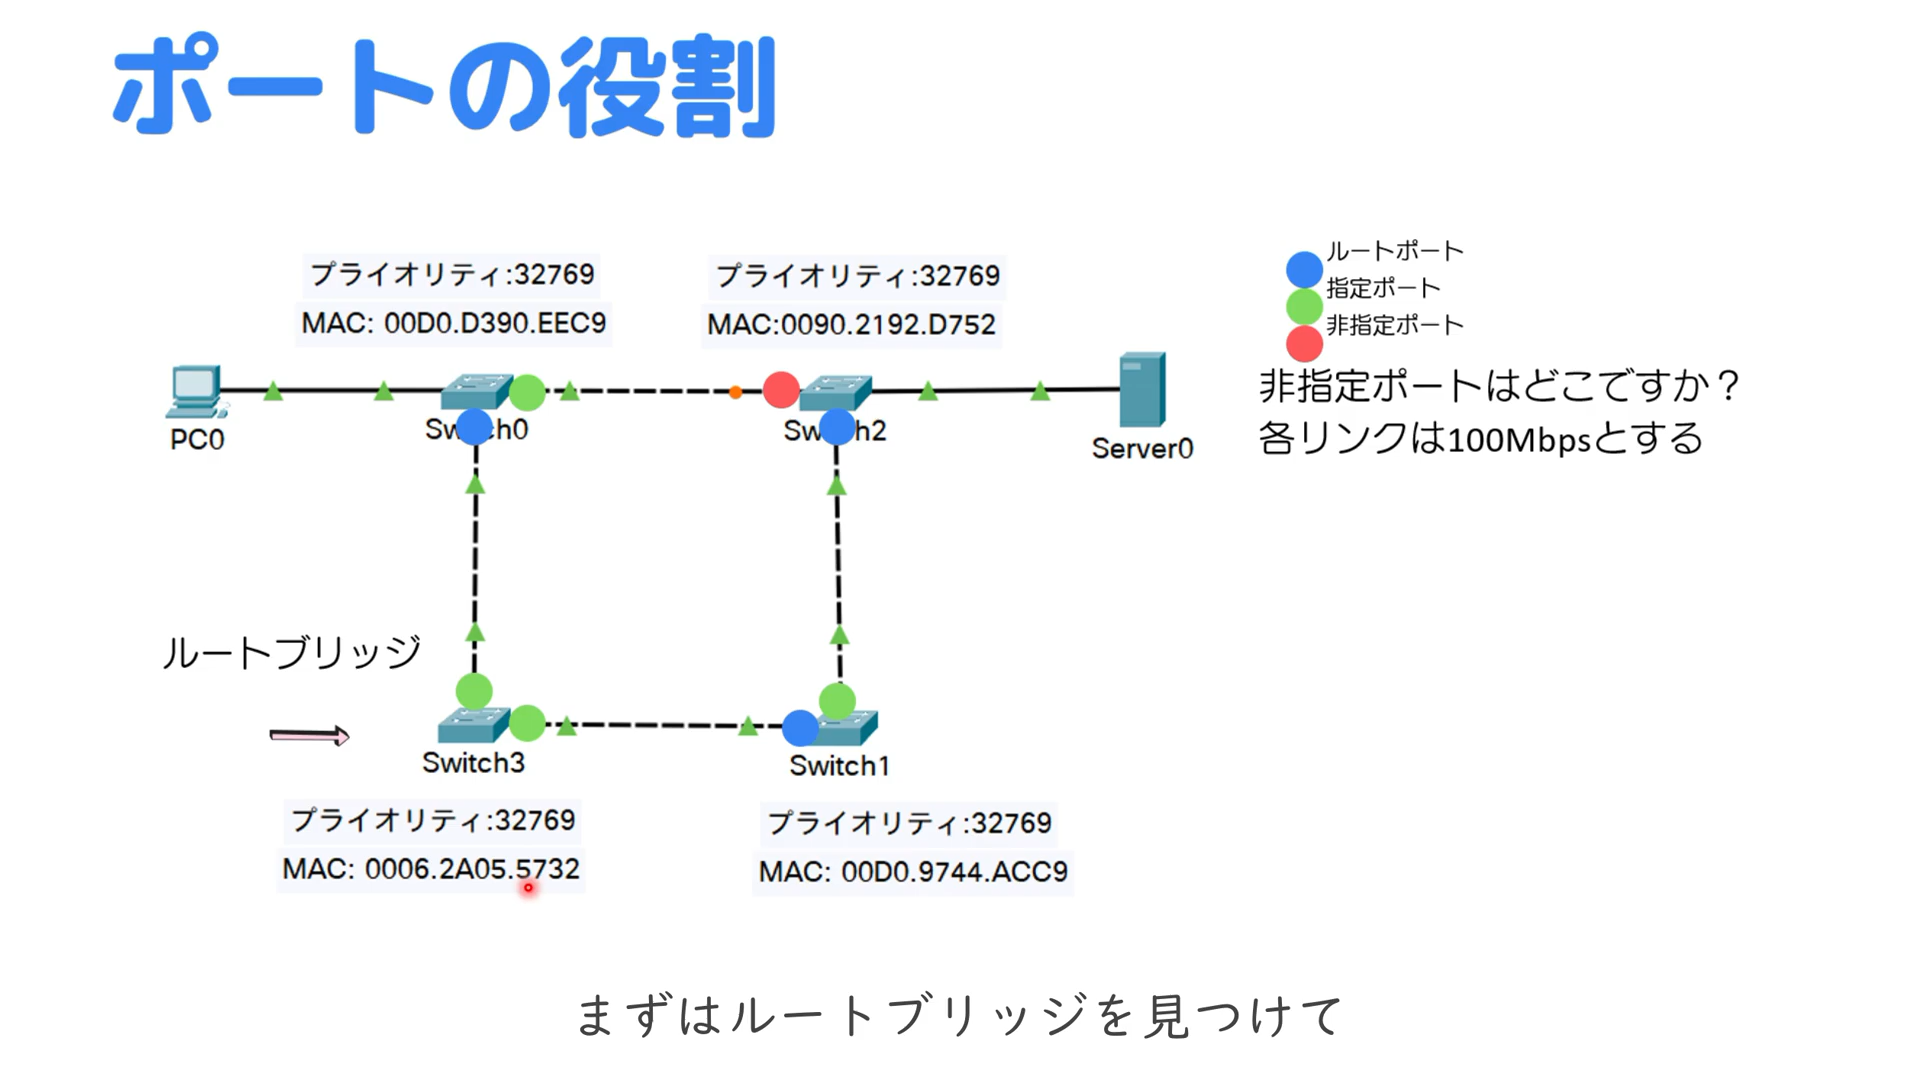 ポートの役割
プライオリティ:32769
MAC: 00D0.D390.EEC9
プライオリティ:32769
MAC:0090.2192.D752
ルートポート
指定ポート
非指定ポート
非指定ポートはどこですか？
各リンクは100Mbpsとする
PC0
Switch0
Switch2
Server0
ルートブリッジ
Switch3
Switch1
プライオリティ:32769
MAC: 0006.2A05.5732
プライオリティ:32769
MAC: 00D0.9744.ACC9
まずはルートブリッジを見つけて